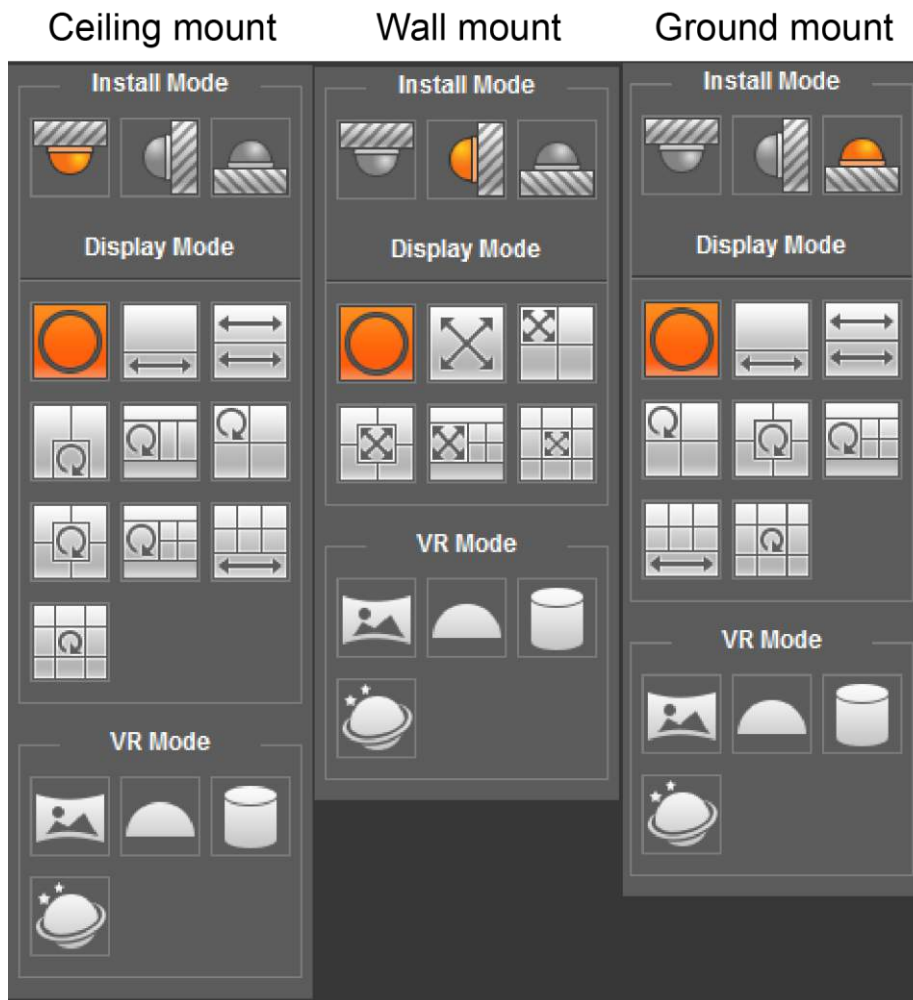 Ceiling mount
Wall mount
Ground mount
Install Mode
Install Mode
Install Mode
Display Mode
Display Mode
Display Mode
VR Mode
VR Mode
VR Mode